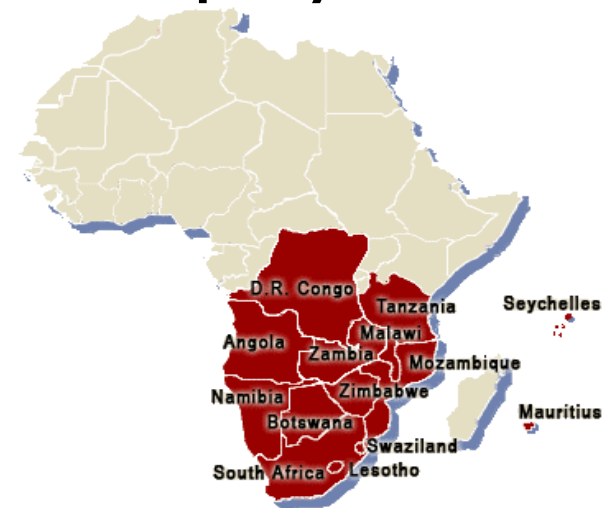 D.R. Congo
Tanzania
Seychelles
Malawi
Angola
Zambia
Mozambique
Zimbabwe
Namibia
Mauritius
Botswana
Swaziland
South Africa
Lesotho